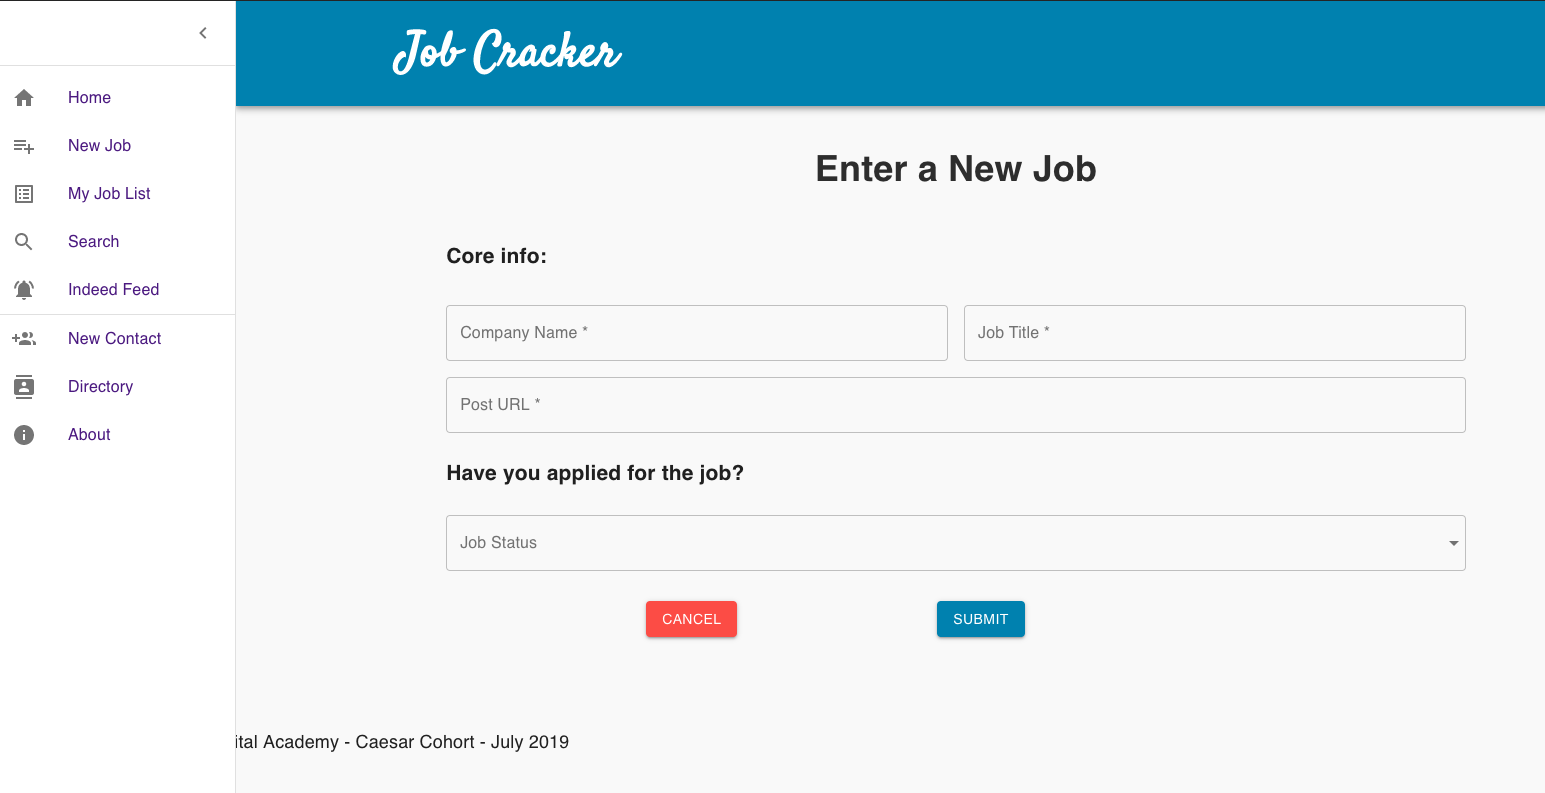 Job Cracker
Home
New Job
My Job List
Search
Indeed Feed
New Contact
Directory
About
Enter a New Job
Core info:
Company Name *
Job Title *
Post URL *
Have you applied for the job?
Job Status
CANCEL
SUBMIT
ital Academy - Caesar Cohort - July 2019